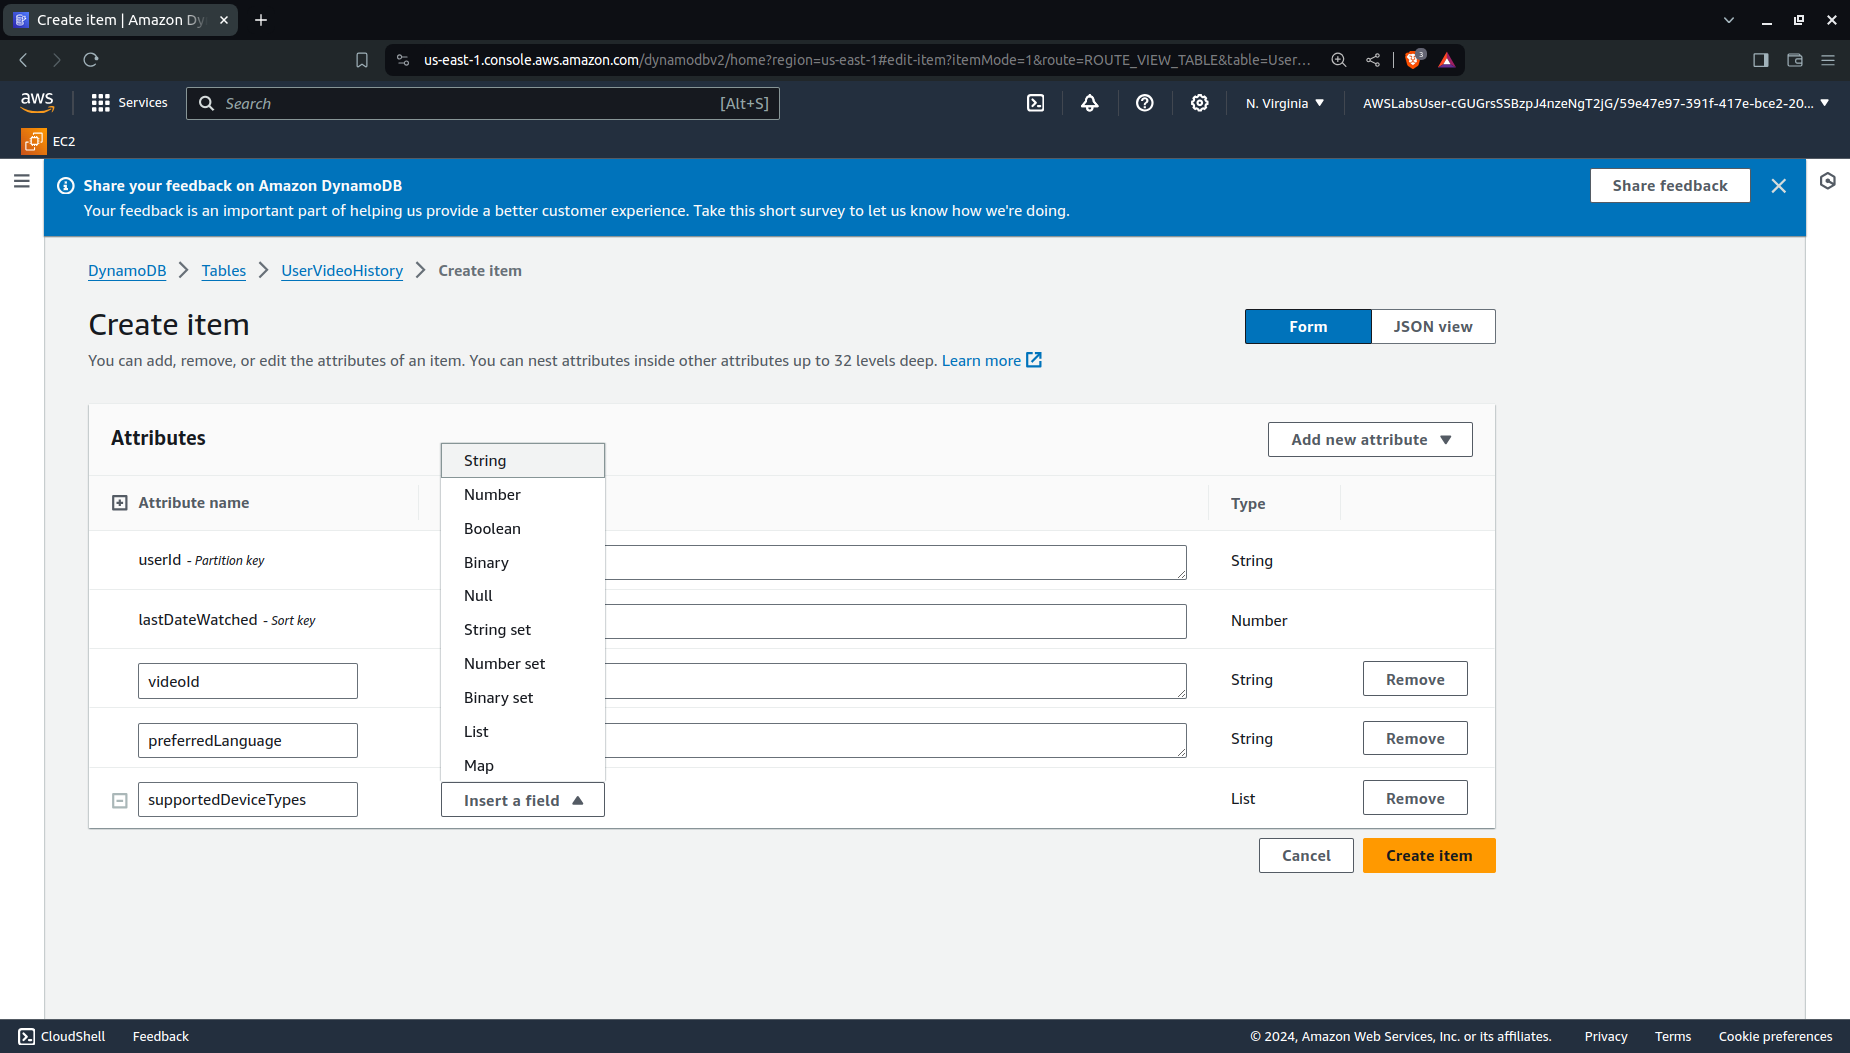 Create item | Amazon Dy
us-east-1.console.aws.amazon.com/dynamodbv2/home?region=us-east-1#edit-item?itemMode=1&route=ROUTE_VIEW_TABLE&table=User...
3
aws
Services
Search
[Alt+S]
N. Virginia
AWSLabsUser-cGUGrsSSBzpJ4nzeNgT2jG/59e47e97-391f-417e-bce2-20...
EC2
Share your feedback on Amazon DynamoDB
Your feedback is an important part of helping us provide a better customer experience. Take this short survey to let us know how we're doing.
Share feedback
DynamoDB
Tables
UserVideoHistory
Create item
Create item
Form
JSON view
You can add, remove, or edit the attributes of an item. You can nest attributes inside other attributes up to 32 levels deep. Learn more
Attributes
Add new attribute
Attribute name
Type
String
Number
Boolean
Binary
Null
String set
Number set
Binary set
List
Map
userId - Partition key
String
lastDateWatched - Sort key
Number
videoId
String
Remove
preferredLanguage
String
Remove
supportedDeviceTypes
Insert a field
List
Remove
Cancel
Create item
CloudShell
Feedback
© 2024, Amazon Web Services, Inc. or its affiliates.
Privacy
Terms
Cookie preferences